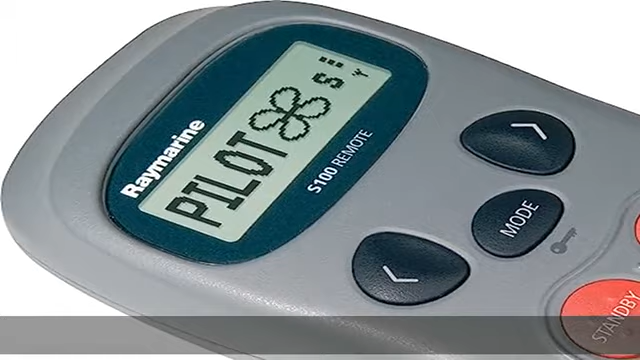 Raymarine
PILOT
S
S100 REMOTE
MODE
STANDBY